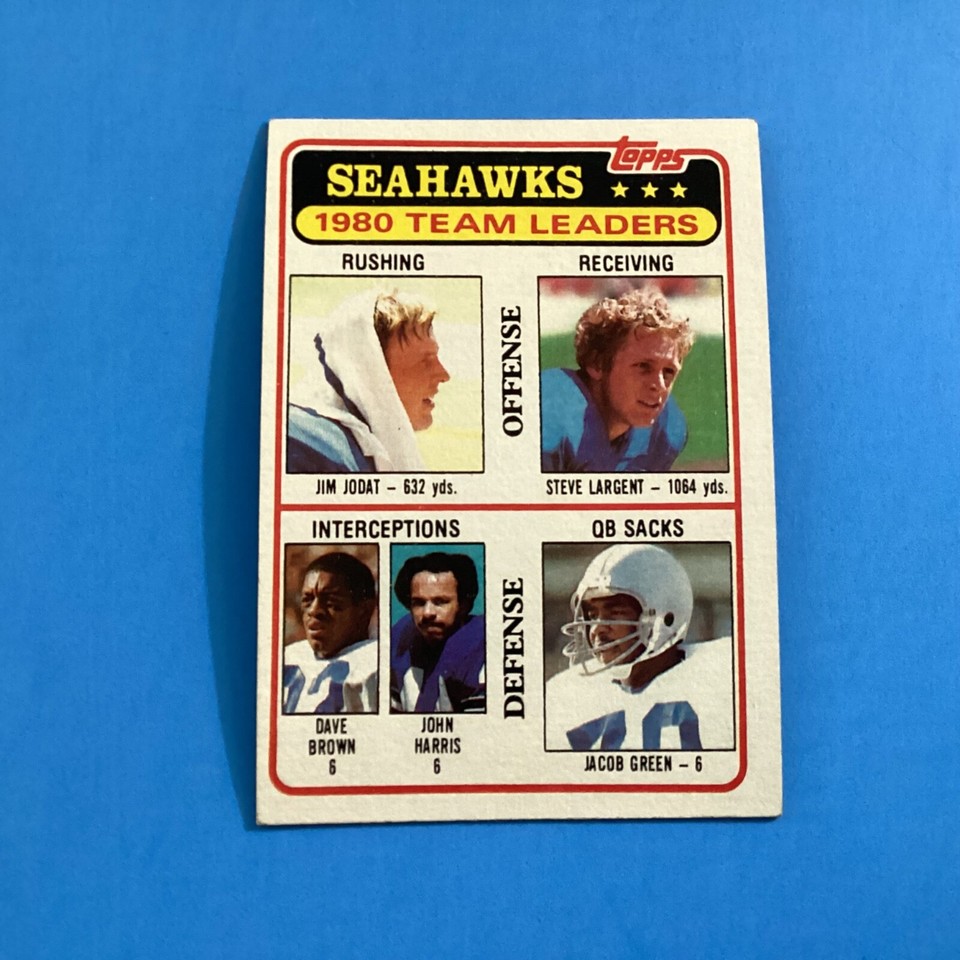 topps
SEAHAWKS ★ ★ ★
1980 TEAM LEADERS
RUSHING
RECEIVING
OFFENSE
JIM JODAT – 632 yds.
STEVE LARGENT – 1064 yds.
INTERCEPTIONS
QB SACKS
DEFENSE
DAVE
BROWN
6
JOHN
HARRIS
6
JACOB GREEN – 6